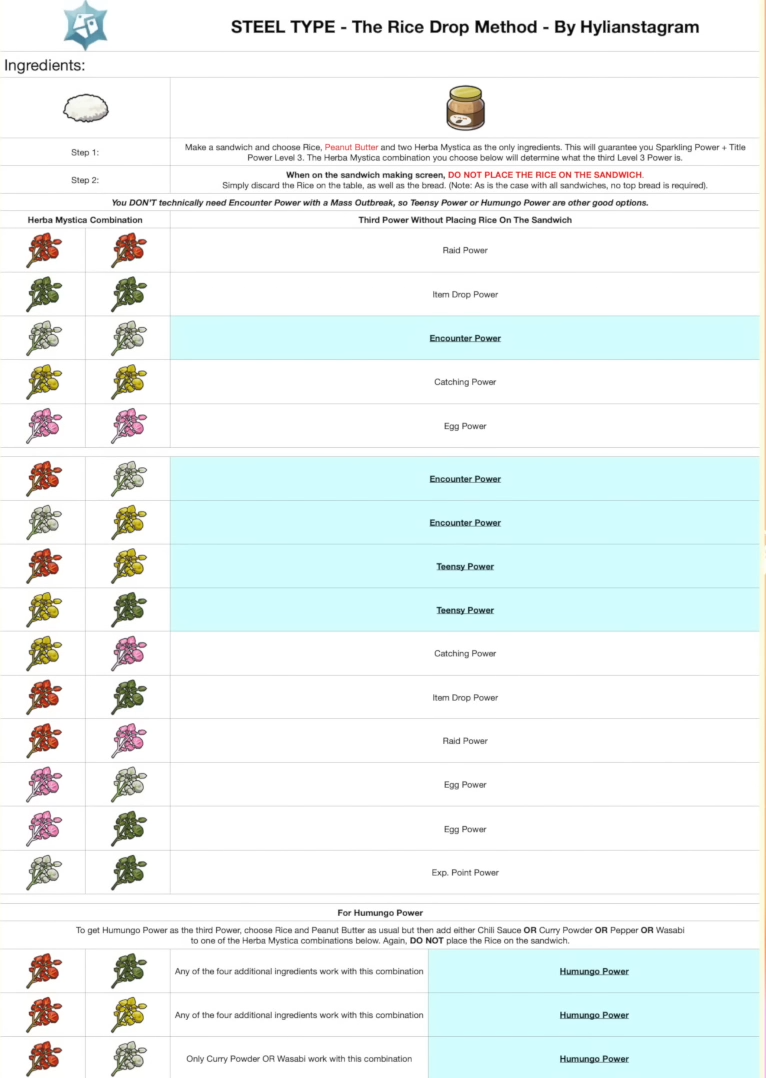 STEEL TYPE - The Rice Drop Method - By Hylianstagram
Ingredients:
Step 1:
Make a sandwich and choose Rice, Peanut Butter and two Herba Mystica as the only ingredients. This will guarantee you Sparkling Power + Title
Power Level 3. The Herba Mystica combination you choose below will determine what the third Level 3 Power is.
Step 2:
When on the sandwich making screen, DO NOT PLACE THE RICE ON THE SANDWICH.
Simply discard the Rice on the table, as well as the bread. (Note: As is the case with all sandwiches, no top bread is required).
You DON'T technically need Encounter Power with a Mass Outbreak, so Teensy Power or Humungo Power are other good options.
Herba Mystica Combination
Third Power Without Placing Rice On The Sandwich
Raid Power
Item Drop Power
Encounter Power
Catching Power
Egg Power
Encounter Power
Encounter Power
Teensy Power
Teensy Power
Catching Power
Item Drop Power
Raid Power
Egg Power
Egg Power
Exp. Point Power
For Humungo Power
To get Humungo Power as the third Power, choose Rice and Peanut Butter as usual but then add either Chili Sauce OR Curry Powder OR Pepper OR Wasabi
to one of the Herba Mystica combinations below. Again, DO NOT place the Rice on the sandwich.
Any of the four additional ingredients work with this combination
Humungo Power
Any of the four additional ingredients work with this combination
Humungo Power
Only Curry Powder OR Wasabi work with this combination
Humungo Power